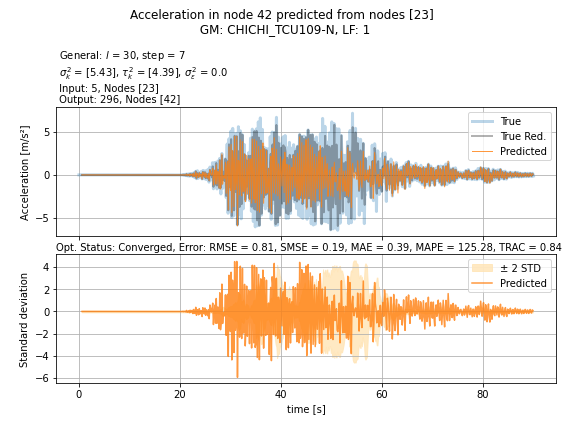 Acceleration in node 42 predicted from nodes [23]
GM: CHICHI_TCU109-N, LF: 1
General: l = 30, step = 7
σ²ₖ = [5.43], τ²ₖ = [4.39], σ²ε = 0.0
Input: 5, Nodes [23]
Output: 296, Nodes [42]
Acceleration [m/s²]
5
0
−5
True
True Red.
Predicted
Opt. Status: Converged, Error: RMSE = 0.81, SMSE = 0.19, MAE = 0.39, MAPE = 125.28, TRAC = 0.84
Standard deviation
4
2
0
−2
−4
−6
± 2 STD
Predicted
0 20 40 60 80
time [s]